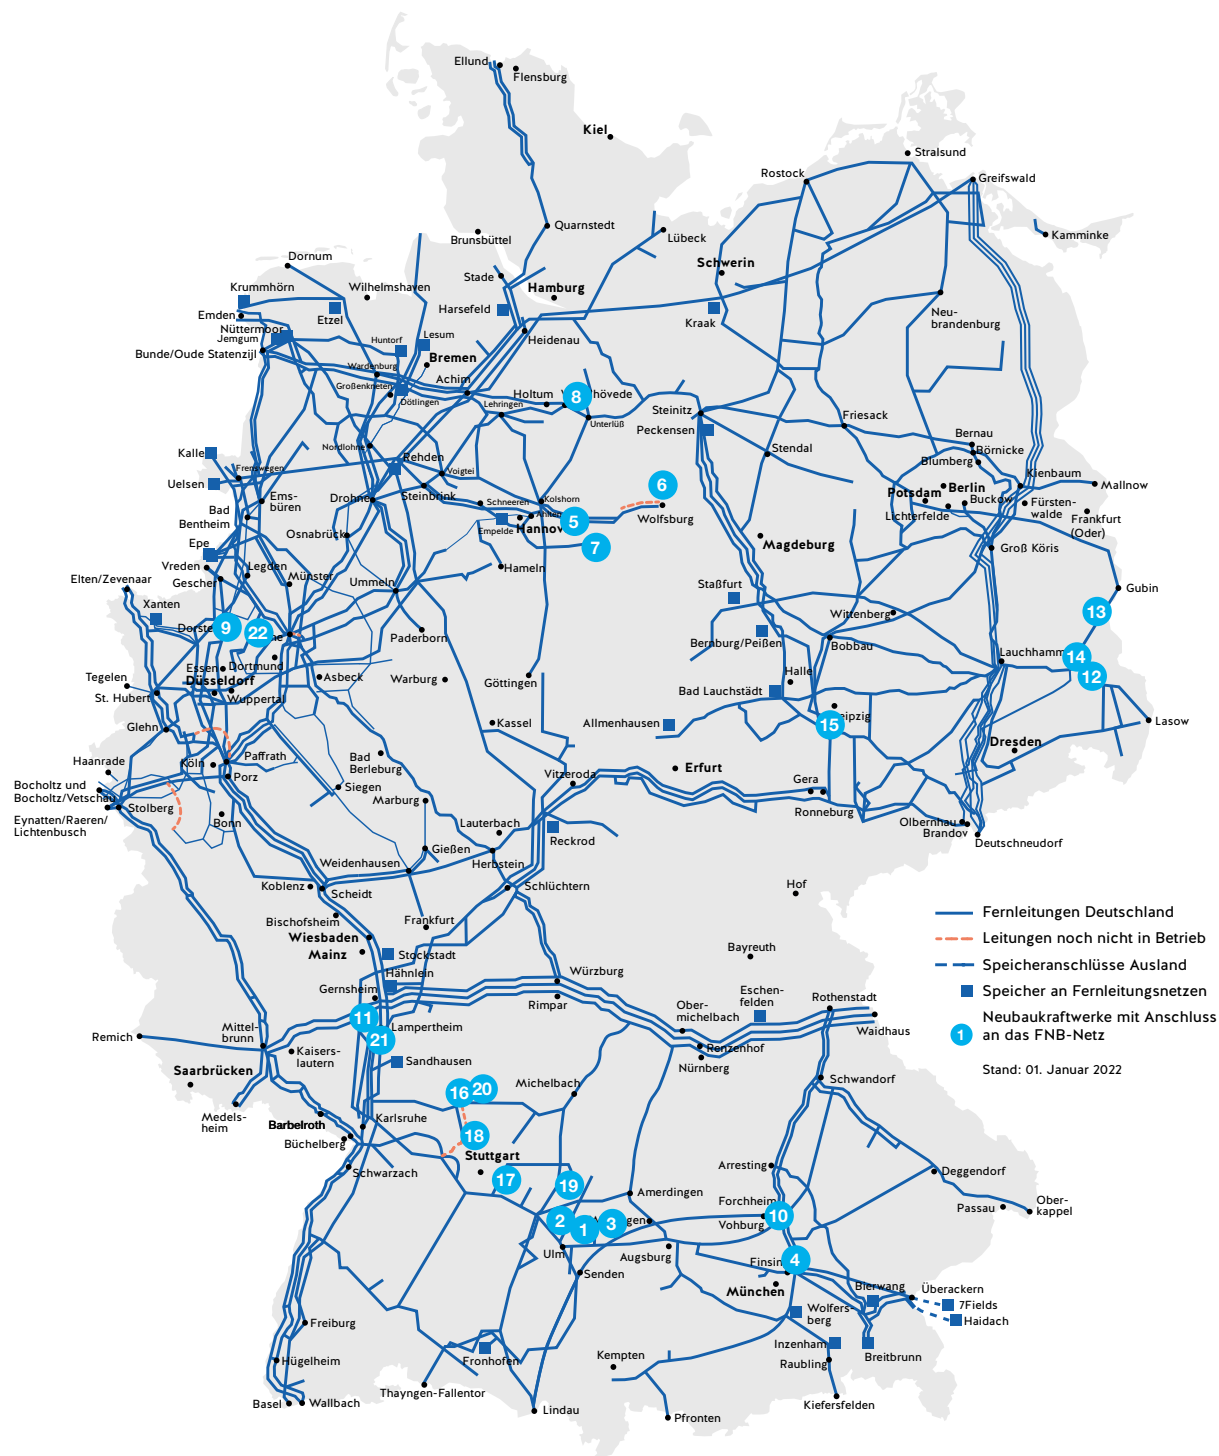 Ellund
Flensburg
Kiel
Stralsund
Rostock
Greifswald
Quarnstedt
Brunsbüttel
Lübeck
Kamminke
Dornum
Schwerin
Stade
Wilhelmshaven
Hamburg
Krummhörn
Harsefeld
Emden
Etzel
Kraak
Neu-
brandenburg
Nüttermoor
Jemgum
Huntorf
Lesum
Heidenau
Bunde/Oude Statenzijl
Bremen
Wardenburg
Achim
Großenkneten
Dötlingen
Holtum
8
hövede
Lehringen
Unterlüß
Steinitz
Peckensen
Friesack
Bernau
Börnicke
Blumberg
Stendal
Nordlohne
Kalle
Rehden
Frenswegen
Voigtei
Kienbaum
Mallnow
Uelsen
6
Potsdam
Berlin
Buckow
Lichterfelde
Fürsten-
walde
Frankfurt
(Oder)
Ems-
büren
Drohne
Steinbrink
Schneeren
Kolshorn
Wolfsburg
Bad
Bentheim
Empelde
5
Osnabrück
7
Magdeburg
Groß Köris
Epe
Vreden
Gescher
Legden
Münster
Hameln
Ummeln
Elten/Zevenaar
Staßfurt
Gubin
Xanten
Wittenberg
13
9
22
Paderborn
Bernburg/Peißen
Bobbau
Lauchhamm
14
12
Essen
Dortmund
Düsseldorf
Wuppertal
Asbeck
Warburg
Göttingen
Halle
Tegelen
St. Hubert
Bad Lauchstädt
Lasow
Glehn
Kassel
Allmenhausen
15
eipzig
Dresden
Haanrade
Köln
Paffrath
Porz
Bad
Berleburg
Siegen
Vitzeroda
Erfurt
Gera
Ronneburg
Bocholtz und
Bocholtz/Vetschau
Stolberg
Eynatten/Raeren/
Lichtenbusch
Bonn
Marburg
Lauterbach
Reckrod
Olbernhau
Brandov
Deutschneudorf
Gießen
Weidenhausen
Herbstein
Koblenz
Scheidt
Schlüchtern
Hof
Bischofsheim
Frankfurt
Wiesbaden
Mainz
Stockstadt
Hähnlein
Bayreuth
Fernleitungen Deutschland
Leitungen noch nicht in Betrieb
Speicheranschlüsse Ausland
Speicher an Fernleitungsnetzen
Neubaukraftwerke mit Anschluss
1 an das FNB-Netz
Stand: 01. Januar 2022
Gernsheim
Würzburg
Rimpar
Eschen-
felden
Rothenstadt
Ober-
michelbach
Waidhaus
11
Lampertheim
21
Remich
Mittel-
brunn
Kaisers-
lautern
Sandhausen
Renzenhof
Nürnberg
Saarbrücken
Michelbach
Schwandorf
16
20
Medels-
heim
Barbelroth
Karlsruhe
Büchelberg
18
Stuttgart
Schwarzach
17
19
Arresting
Deggendorf
Amerdingen
Forchheim
Vohburg
10
Passau
Ober-
kappel
2
1
3
gen
Ulm
Augsburg
Senden
Finsin
4
München
Bierwang
Überackern
7Fields
Haidach
Wolfers-
berg
Freiburg
Inzenham
Raubling
Breitbrunn
Hügelheim
Fronhofen
Kempten
Thayngen-Fallentor
Kiefersfelden
Basel
Wallbach
Lindau
Pfronten